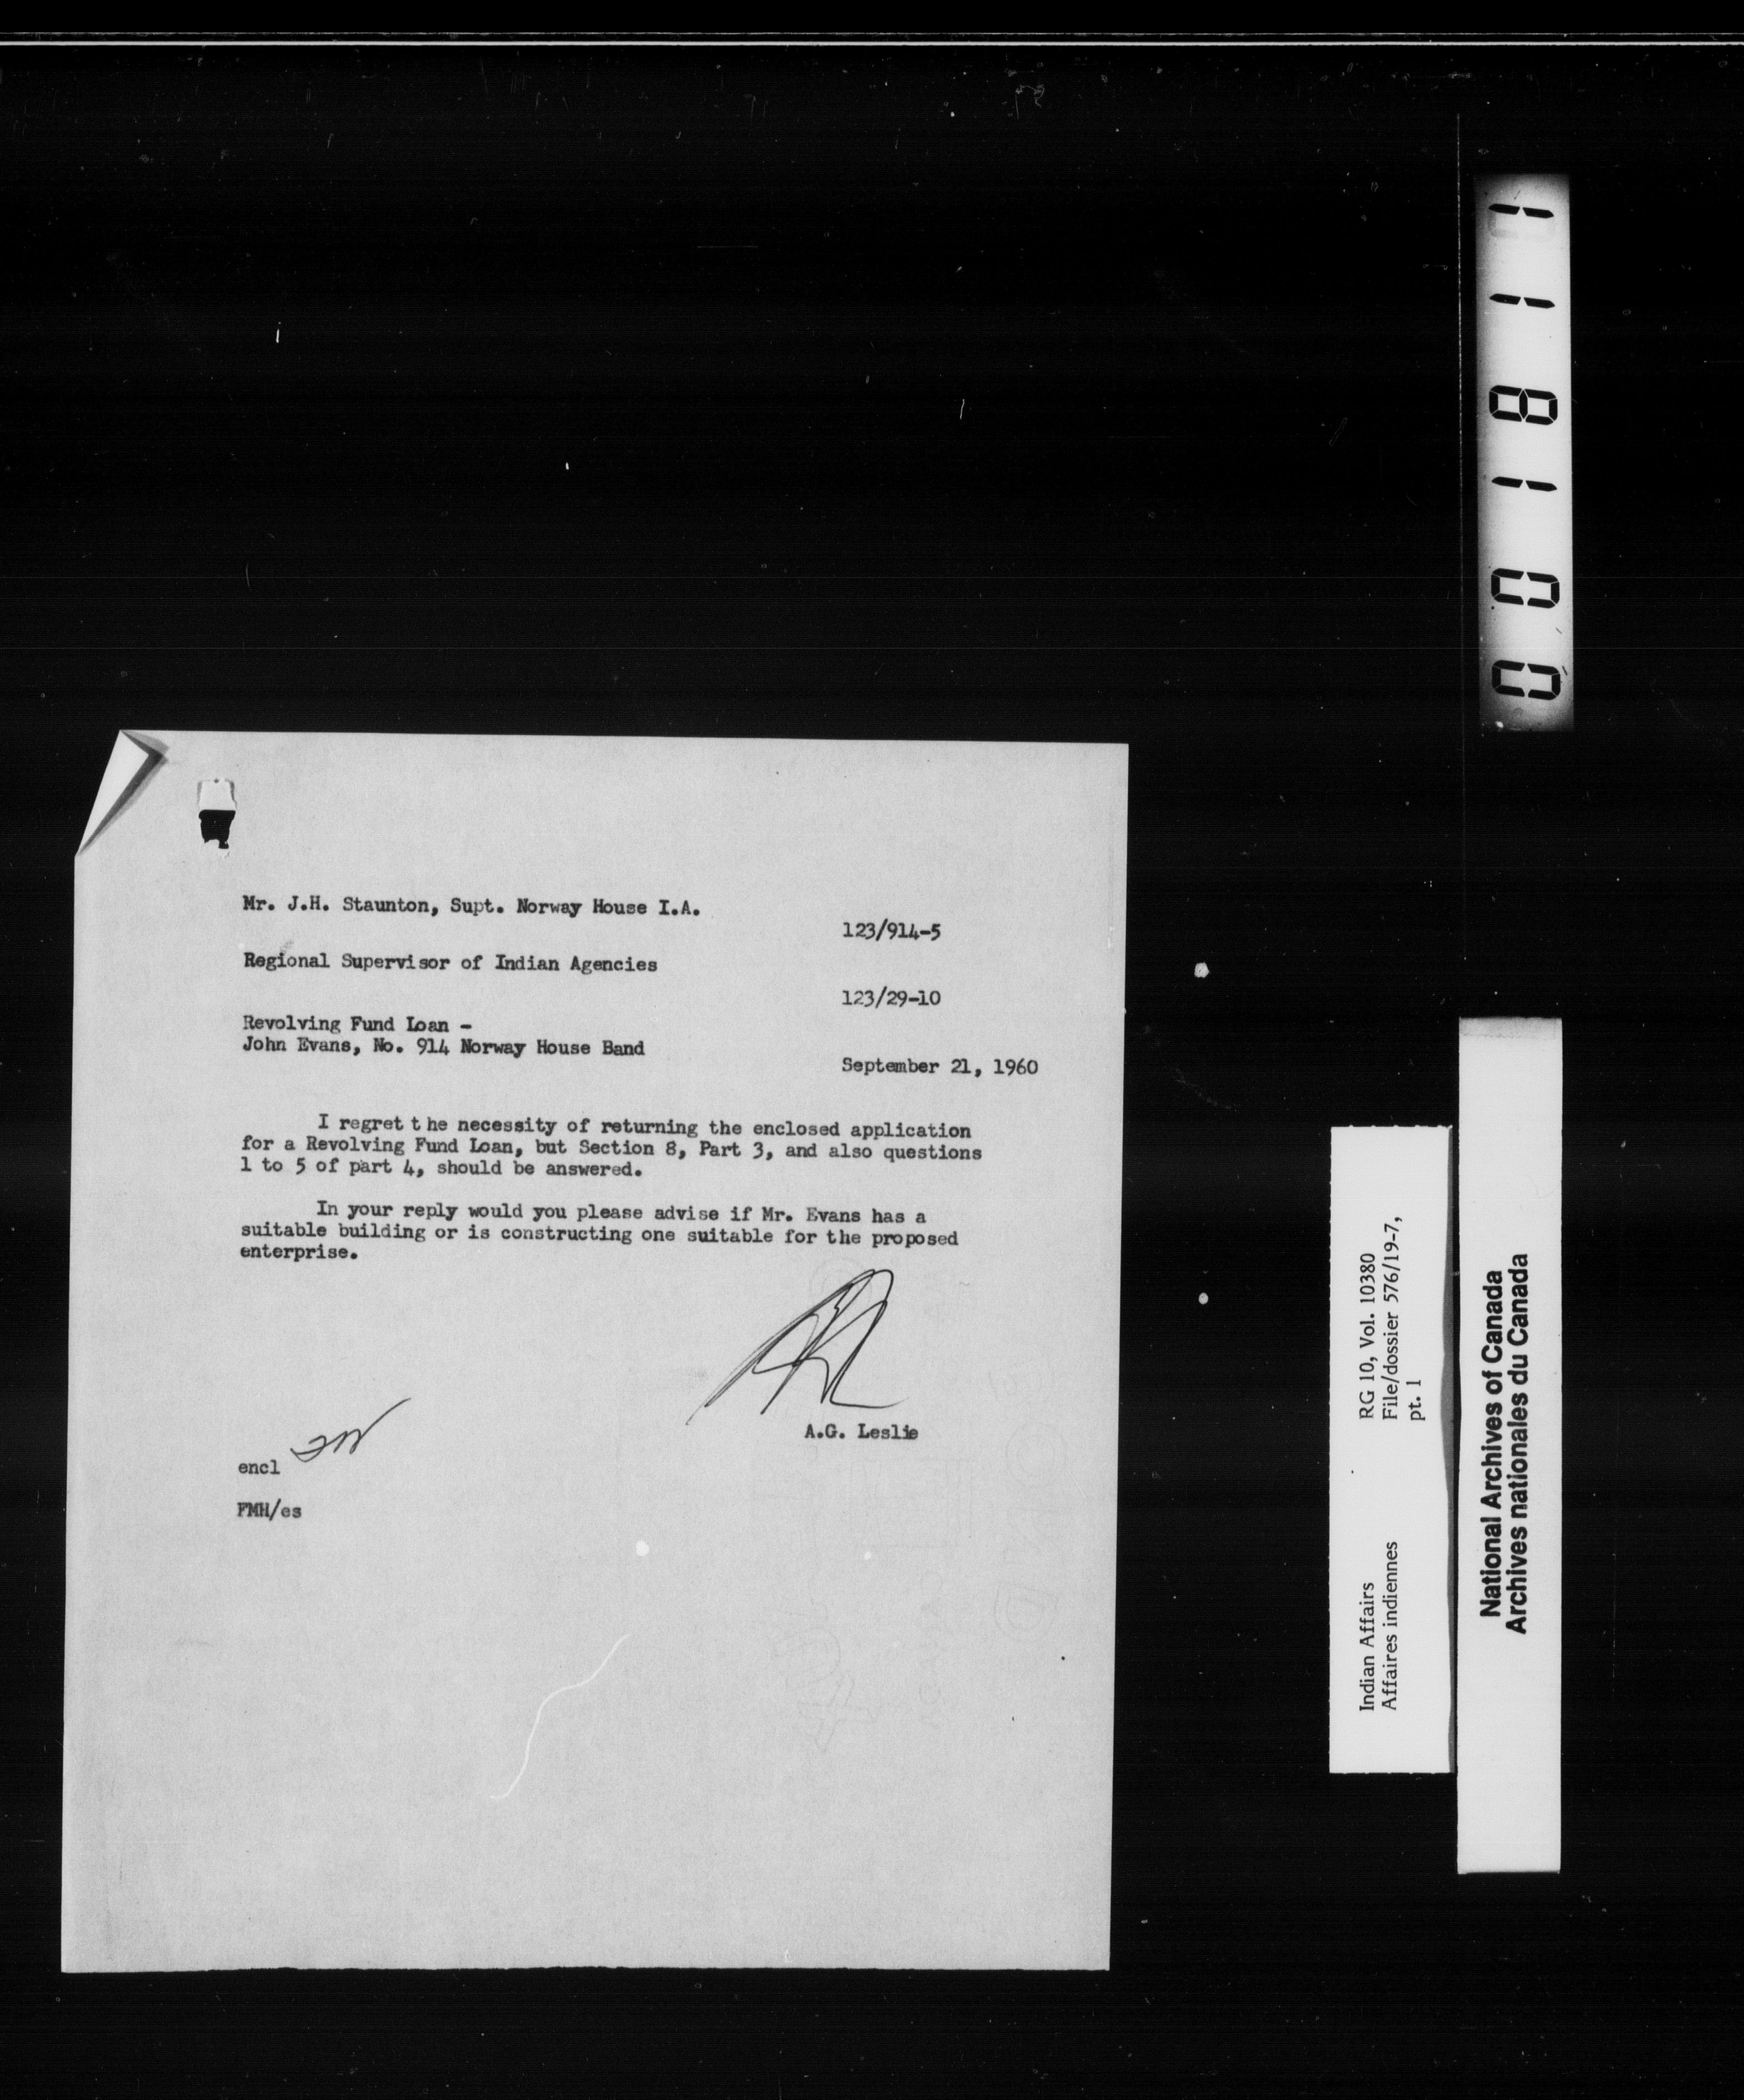 Mr. J.H. Staunton, Supt. Norway House I.A.
123/914-5
Regional Supervisor of Indian Agencies
123/29-10
Revolving Fund Loan -
John Evans, No. 914 Norway House Band
September 21, 1960
I regret the necessity of returning the enclosed application
for a Revolving Fund Loan, but Section 8, Part 3, and also questions
1 to 5 of part 4, should be answered.
In your reply would you please advise if Mr. Evans has a
suitable building or is constructing one suitable for the proposed
enterprise.
A.G. Leslie
encl
FMH/es
001811
Indian Affairs
Affaires indiennes
RG 10, Vol. 10380
File/dossier 576/19-7,
pt. 1
National Archives of Canada
Archives nationales du Canada